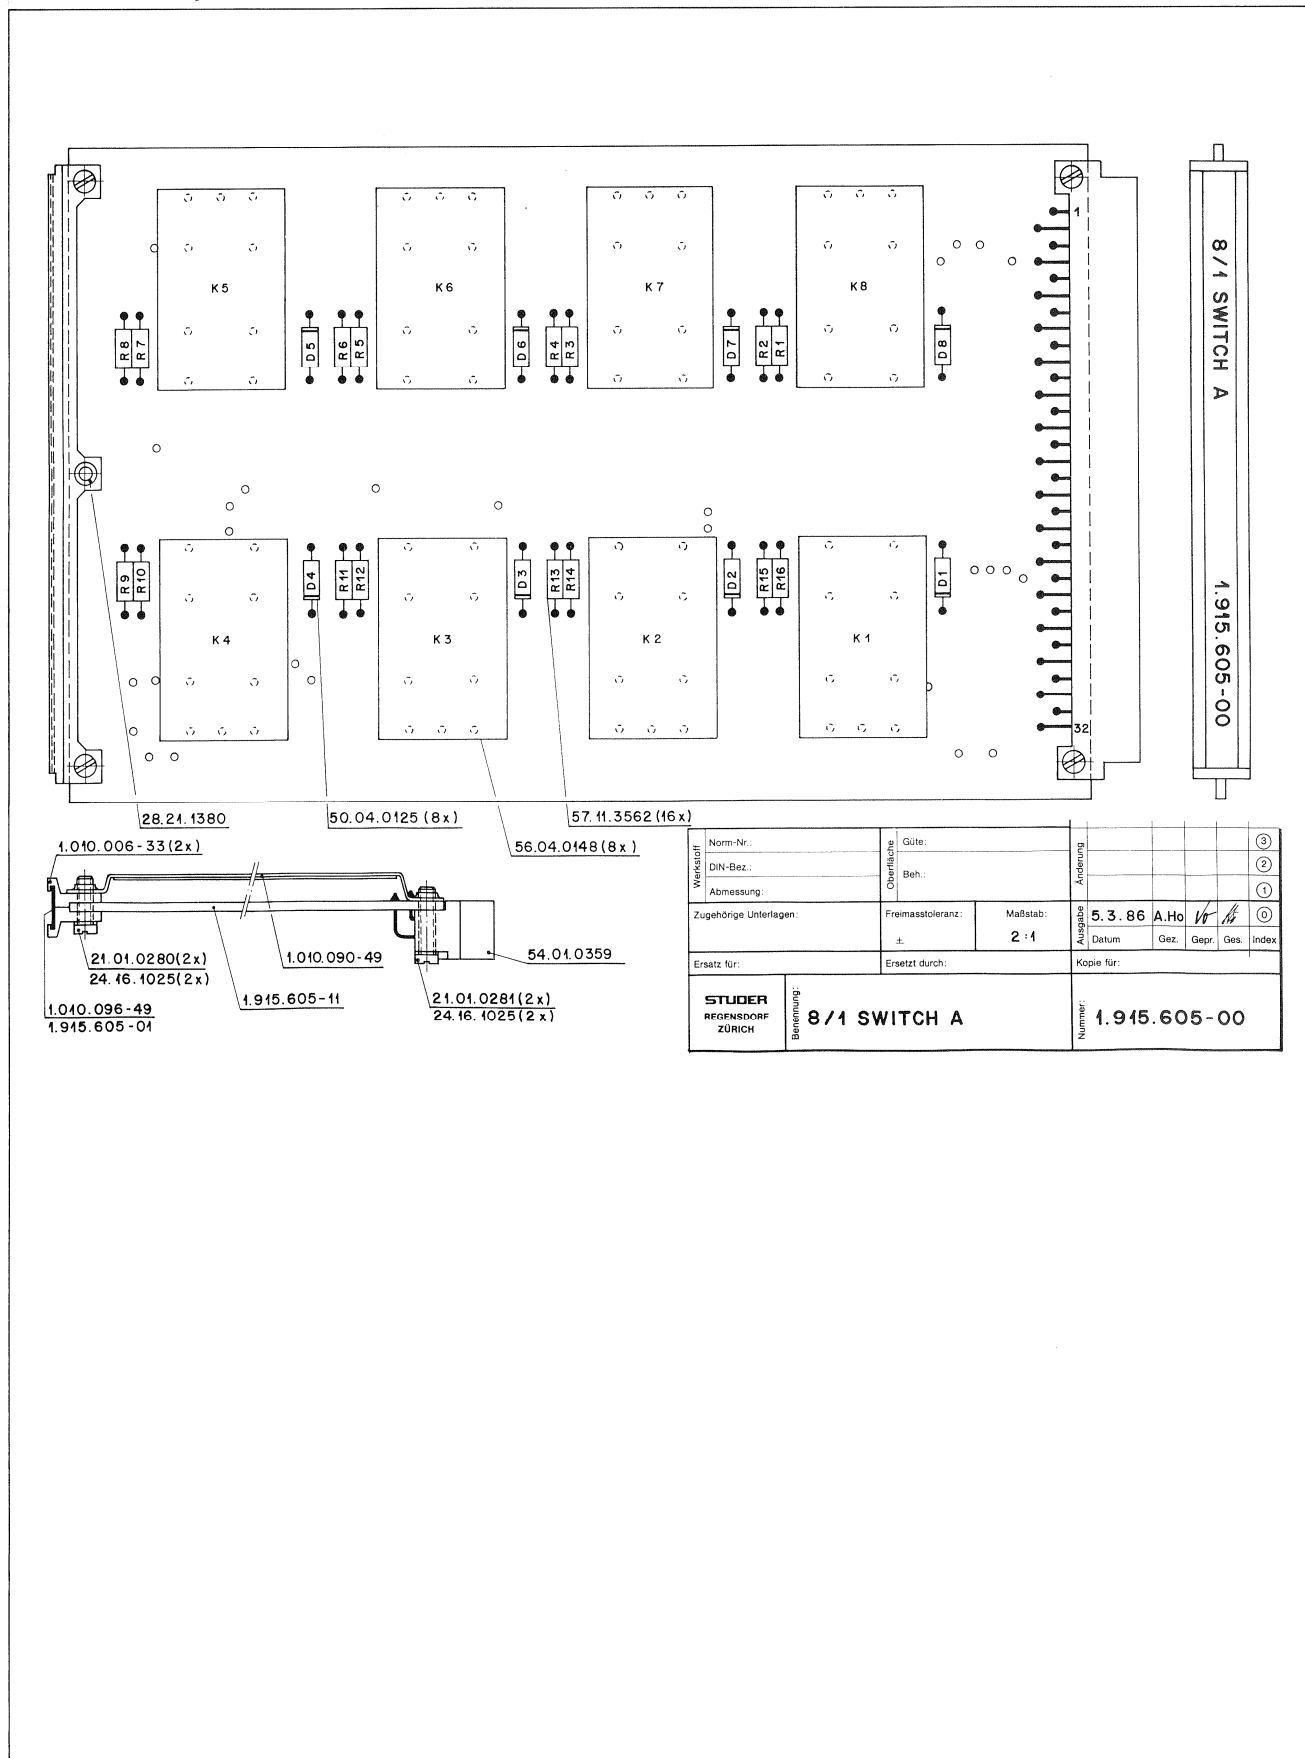 1
K5
K6
K7
K8
R8
R7
D5
R6
R5
D6
R4
R3
D7
R2
R1
D8
8/1 SWITCH A
1.915.605-00
R9
R10
D4
R11
R12
D3
R13
R14
D2
R15
R16
D1
K4
K3
K2
K1
32
28.21.1380
50.04.0125 (8x)
57.11.3562 (16x)
56.04.0148 (8x)
1.010.006-33 (2x)
21.01.0280 (2x)
24.16.1025 (2x)
1.010.090-49
54.01.0359
1.010.096-49
1.915.605-01
1.915.605-11
21.01.0281 (2x)
24.16.1025 (2x)
Werkstoff
Norm-Nr.:
DIN-Bez.:
Abmessung:
Oberfläche
Güte:
Beh.:
Änderung
3
2
1
Zugehörige Unterlagen:
Freimasstoleranz:
±
Maßstab:
2:1
Ausgabe
5.3.86 A.Ho
0
Datum Gez. Gepr. Ges. Index
Ersatz für:
Ersetzt durch:
Kopie für:
STUDER
REGENSDORF
ZÜRICH
Benennung:
8/1 SWITCH A
Nummer:
1.915.605-00